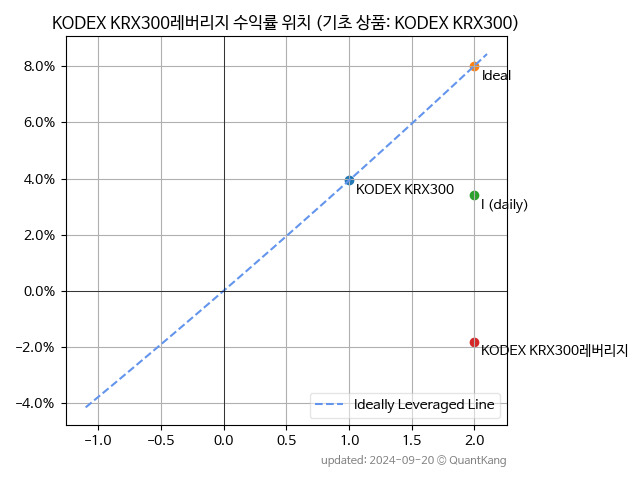 KODEX KRX300레버리지 수익률 위치 (기초 상품: KODEX KRX300)
8.0%
Ideal
6.0%
4.0%
KODEX KRX300
I (daily)
2.0%
0.0%
−2.0%
KODEX KRX300레버리지
−4.0%
Ideally Leveraged Line
−1.0 −0.5 0.0 0.5 1.0 1.5 2.0
updated: 2024-09-20 © QuantKang